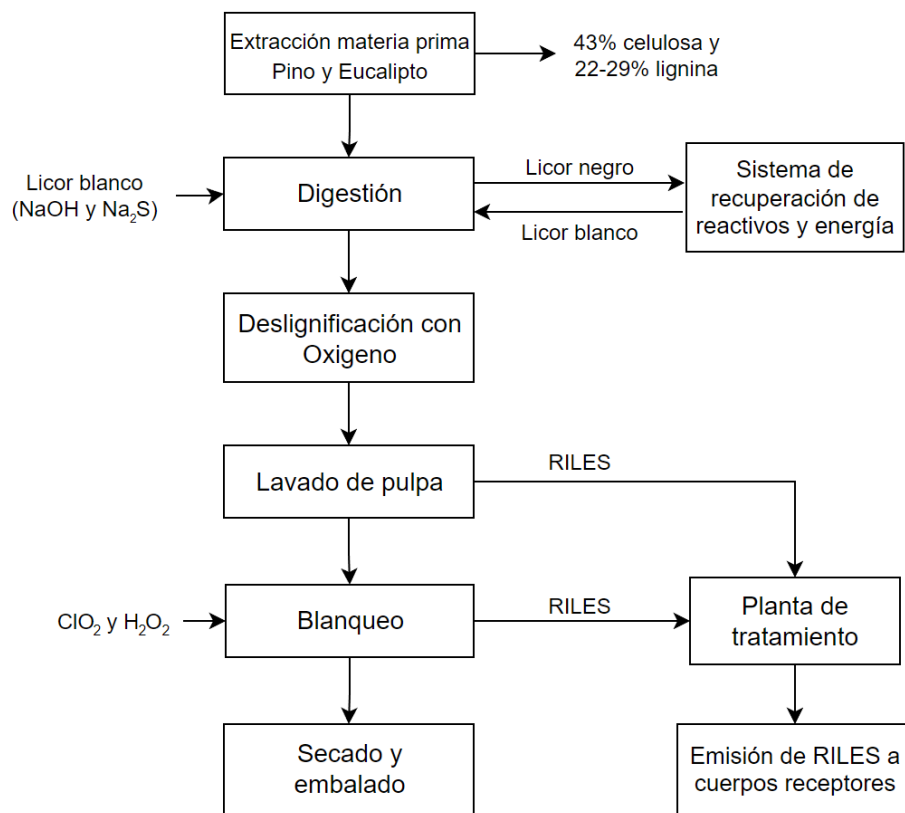 Extracción materia prima
Pino y Eucalipto
43% celulosa y
22-29% lignina
Licor blanco
(NaOH y Na₂S)
Digestión
Licor negro
Licor blanco
Sistema de
recuperación de
reactivos y energía
Deslignificación con
Oxigeno
Lavado de pulpa
RILES
ClO₂ y H₂O₂
Blanqueo
RILES
Planta de
tratamiento
Secado y
embalado
Emisión de RILES a
cuerpos receptores